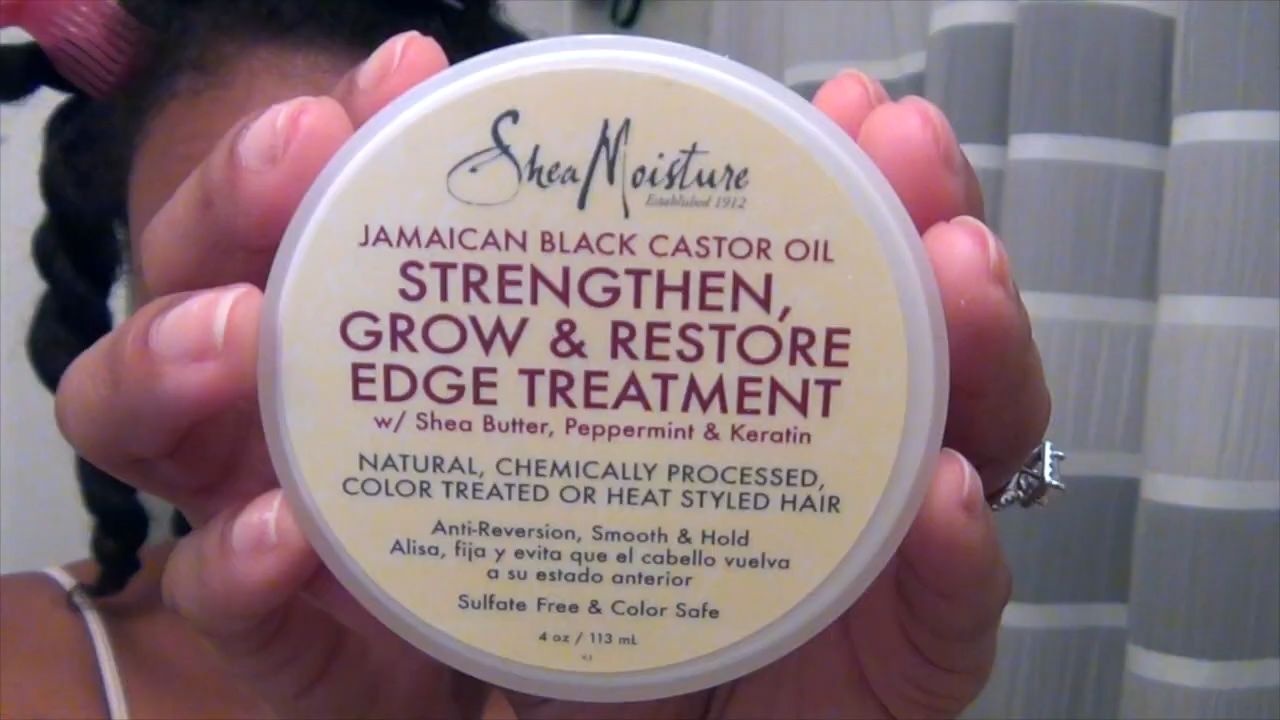 Shea Moisture
Established 1912
JAMAICAN BLACK CASTOR OIL
STRENGTHEN,
GROW & RESTORE
EDGE TREATMENT
w/ Shea Butter, Peppermint & Keratin
NATURAL, CHEMICALLY PROCESSED,
COLOR TREATED OR HEAT STYLED HAIR
Anti-Reversion, Smooth & Hold
Alisa, fija y evita que el cabello vuelva
a su estado anterior
Sulfate Free & Color Safe
4 oz / 113 mL